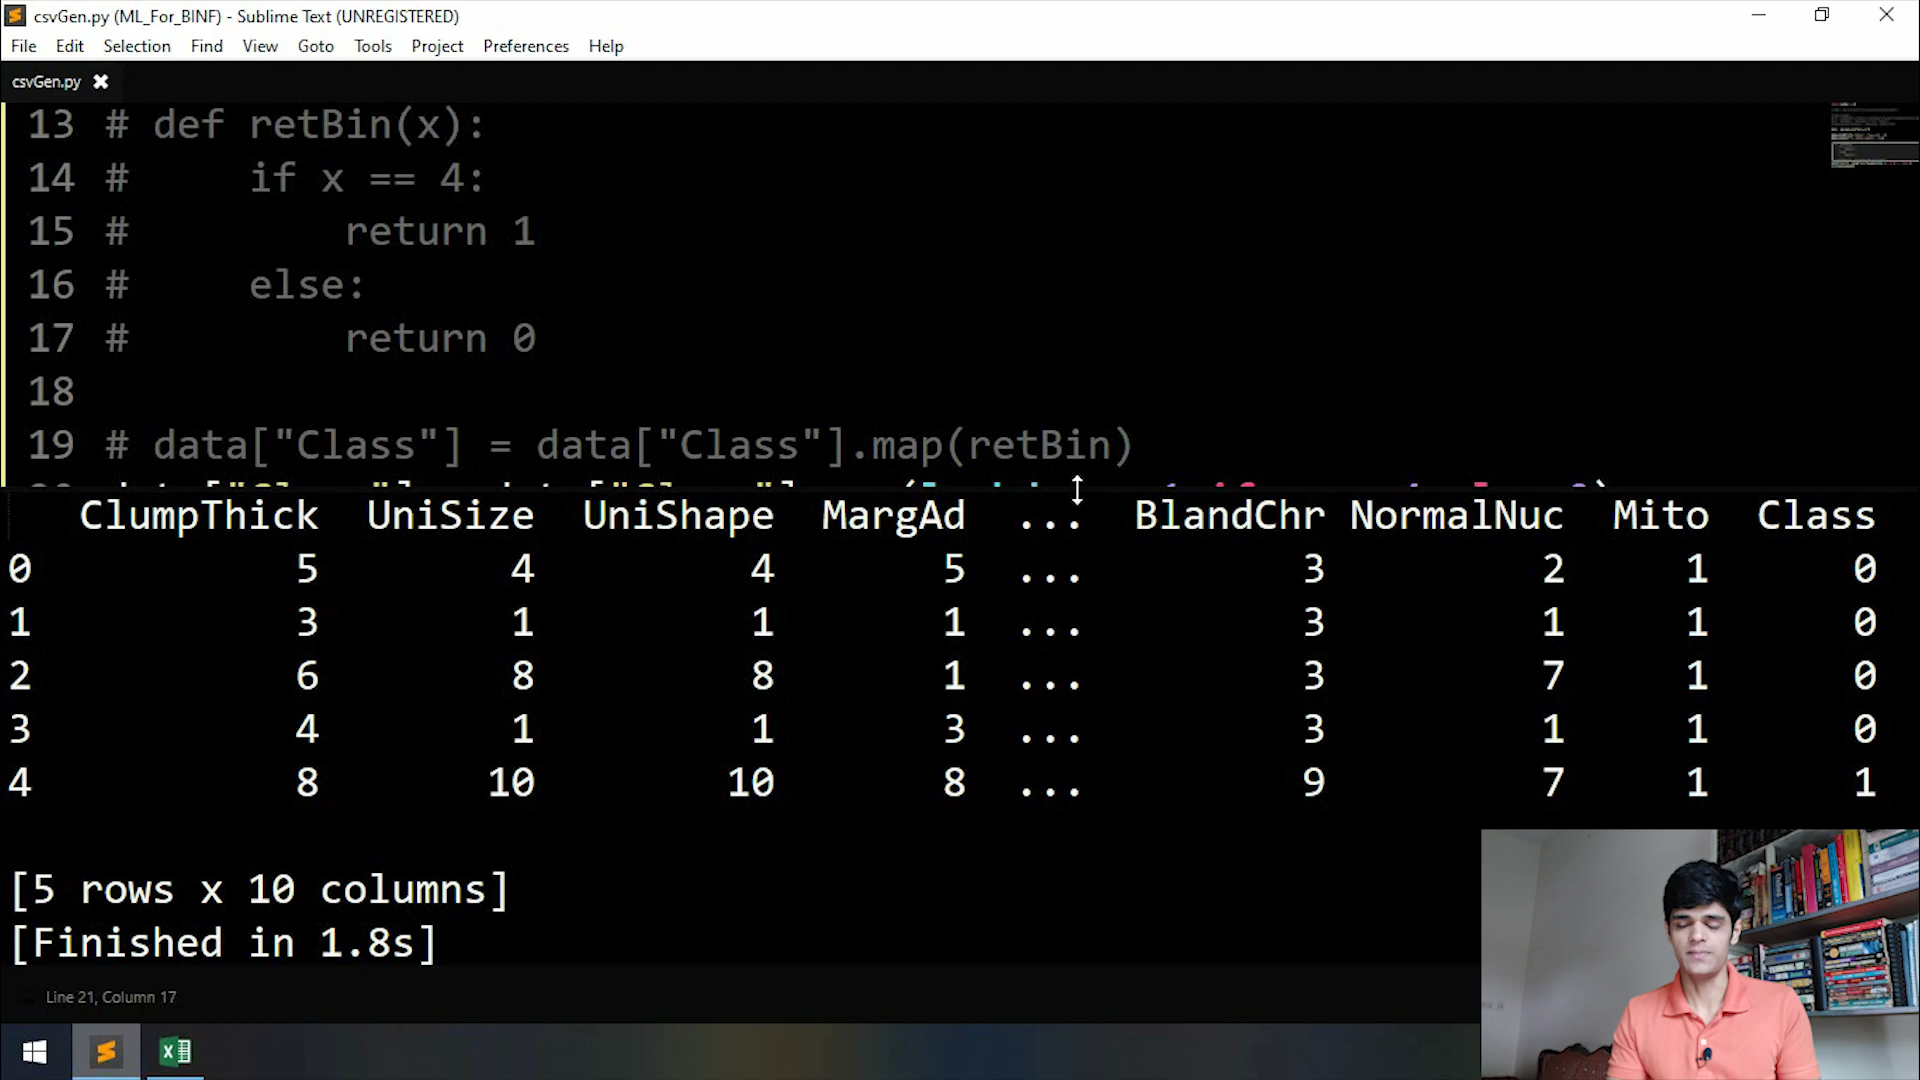 csvGen.py (ML_For_BINF) - Sublime Text (UNREGISTERED)
File Edit Selection Find View Goto Tools Project Preferences Help
csvGen.py
13 # def retBin(x):
14 #     if x == 4:
15 #         return 1
16 #     else:
17 #         return 0
18
19 # data["Class"] = data["Class"].map(retBin)
ClumpThick UniSize UniShape MargAd ... BlandChr NormalNuc Mito Class
0 5 4 4 5 ... 3 2 1 0
1 3 1 1 1 ... 3 1 1 0
2 6 8 8 1 ... 3 7 1 0
3 4 1 1 3 ... 3 1 1 0
4 8 10 10 8 ... 9 7 1 1
[5 rows x 10 columns]
[Finished in 1.8s]
Line 21, Column 17